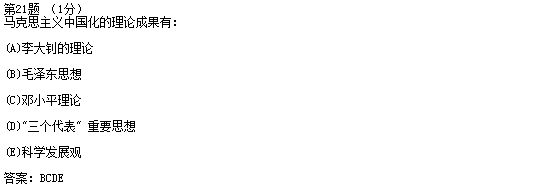 第21题 （1分）
马克思主义中国化的理论成果有：
(A)李大钊的理论
(B)毛泽东思想
(C)邓小平理论
(D)"三个代表" 重要思想
(E)科学发展观
答案：BCDE